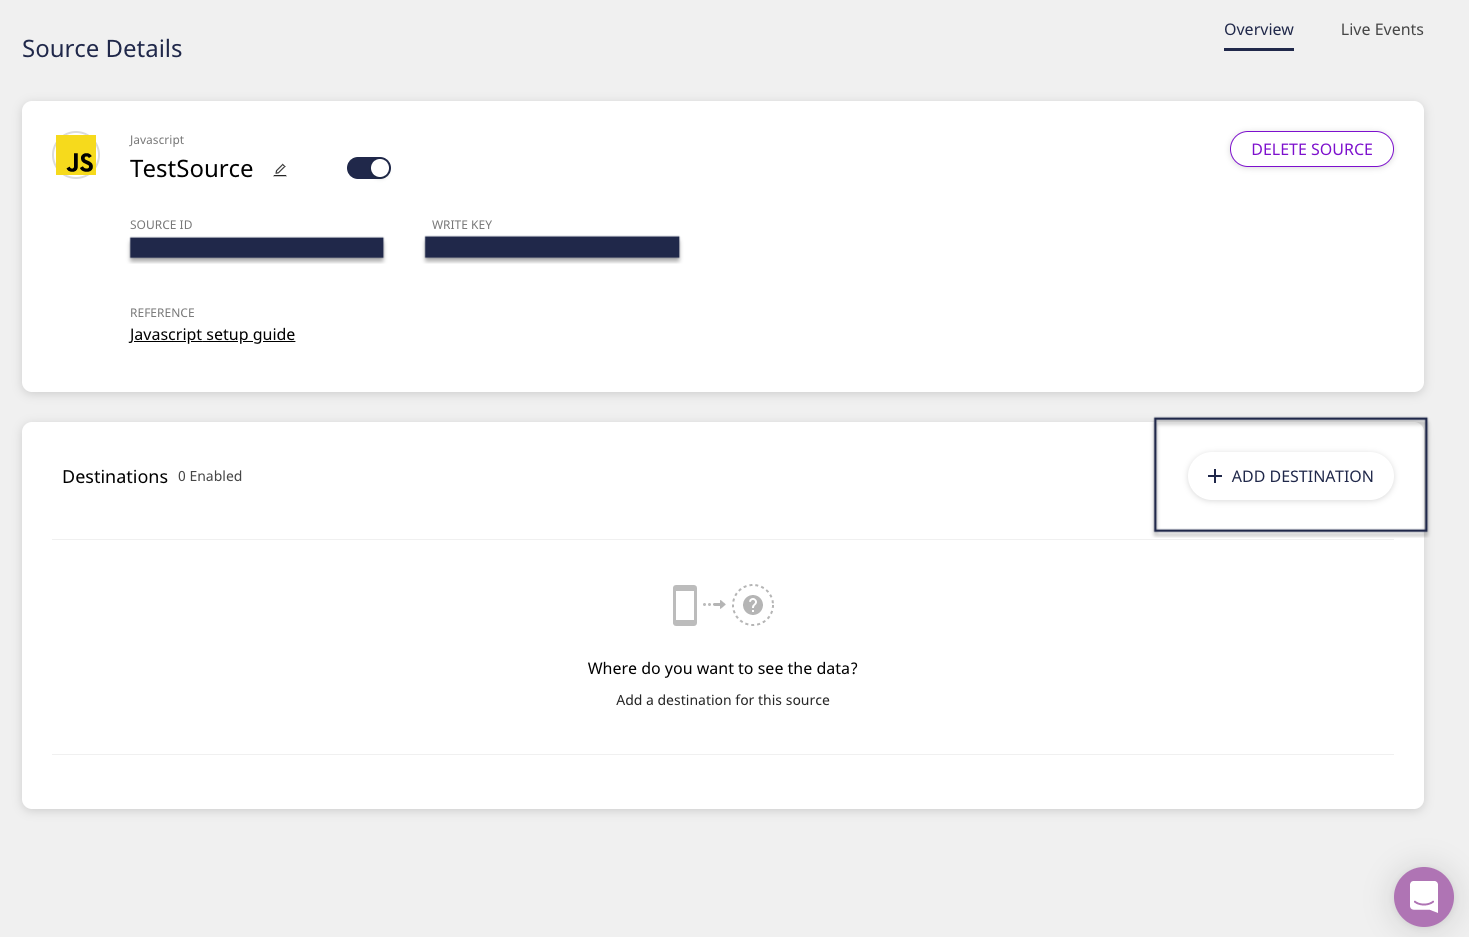 Source Details
Overview
Live Events
JS
Javascript
TestSource
DELETE SOURCE
SOURCE ID
WRITE KEY
REFERENCE
Javascript setup guide
Destinations 0 Enabled
+ ADD DESTINATION
?
Where do you want to see the data?
Add a destination for this source